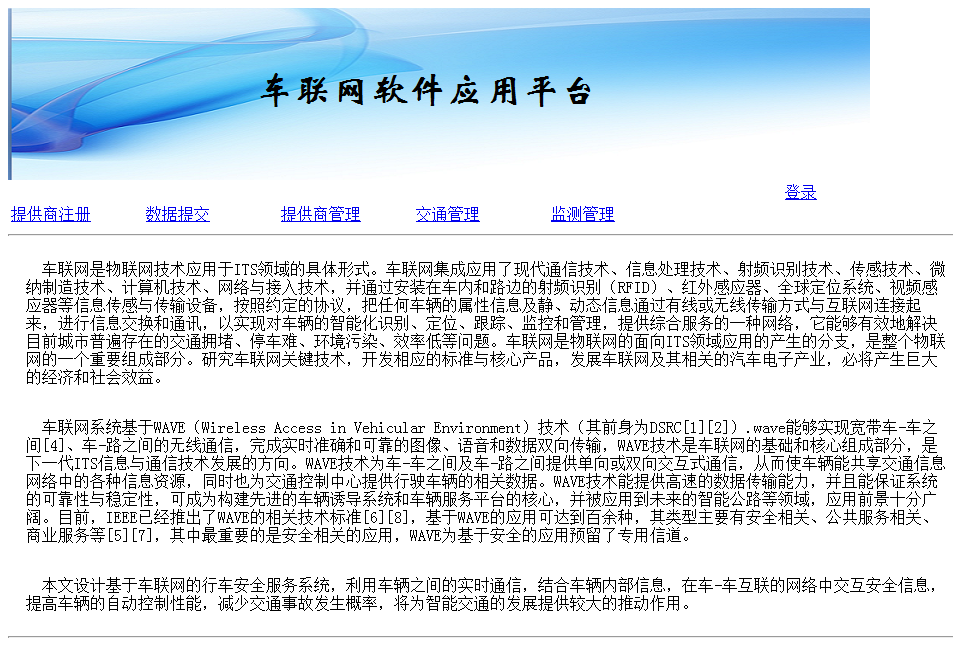 车联网软件应用平台
登录
提供商注册 数据提交 提供商管理 交通管理 监测管理
车联网是物联网技术应用于ITS领域的具体形式。车联网集成应用了现代通信技术、信息处理技术、射频识别技术、传感技术、微
纳制造技术、计算机技术、网络与接入技术，并通过安装在车内和路边的射频识别（RFID）、红外感应器、全球定位系统、视频感
应器等信息传感与传输设备，按照约定的协议，把任何车辆的属性信息及静、动态信息通过有线或无线传输方式与互联网连接起
来，进行信息交换和通讯，以实现对车辆的智能化识别、定位、跟踪、监控和管理，提供综合服务的一种网络，它能够有效地解决
目前城市普遍存在的交通拥堵、停车难、环境污染、效率低等问题。车联网是物联网的面向ITS领域应用的产生的分支，是整个物联
网的一个重要组成部分。研究车联网关键技术，开发相应的标准与核心产品，发展车联网及其相关的汽车电子产业，必将产生巨大
的经济和社会效益。
车联网系统基于WAVE（Wireless Access in Vehicular Environment）技术（其前身为DSRC[1][2]）.wave能够实现宽带车-车之
间[4]、车-路之间的无线通信，完成实时准确和可靠的图像、语音和数据双向传输，WAVE技术是车联网的基础和核心组成部分，是
下一代ITS信息与通信技术发展的方向。WAVE技术为车-车之间及车-路之间提供单向或双向交互式通信，从而使车辆能共享交通信息
网络中的各种信息资源，同时也为交通控制中心提供行驶车辆的相关数据。WAVE技术能提供高速的数据传输能力，并且能保证系统
的可靠性与稳定性，可成为构建先进的车辆诱导系统和车辆服务平台的核心，并被应用到未来的智能公路等领域，应用前景十分广
阔。目前，IEEE已经推出了WAVE的相关技术标准[6][8]，基于WAVE的应用可达到百余种，其类型主要有安全相关、公共服务相关、
商业服务等[5][7]，其中最重要的是安全相关的应用，WAVE为基于安全的应用预留了专用信道。
本文设计基于车联网的行车安全服务系统，利用车辆之间的实时通信，结合车辆内部信息，在车-车互联的网络中交互安全信息，
提高车辆的自动控制性能，减少交通事故发生概率，将为智能交通的发展提供较大的推动作用。